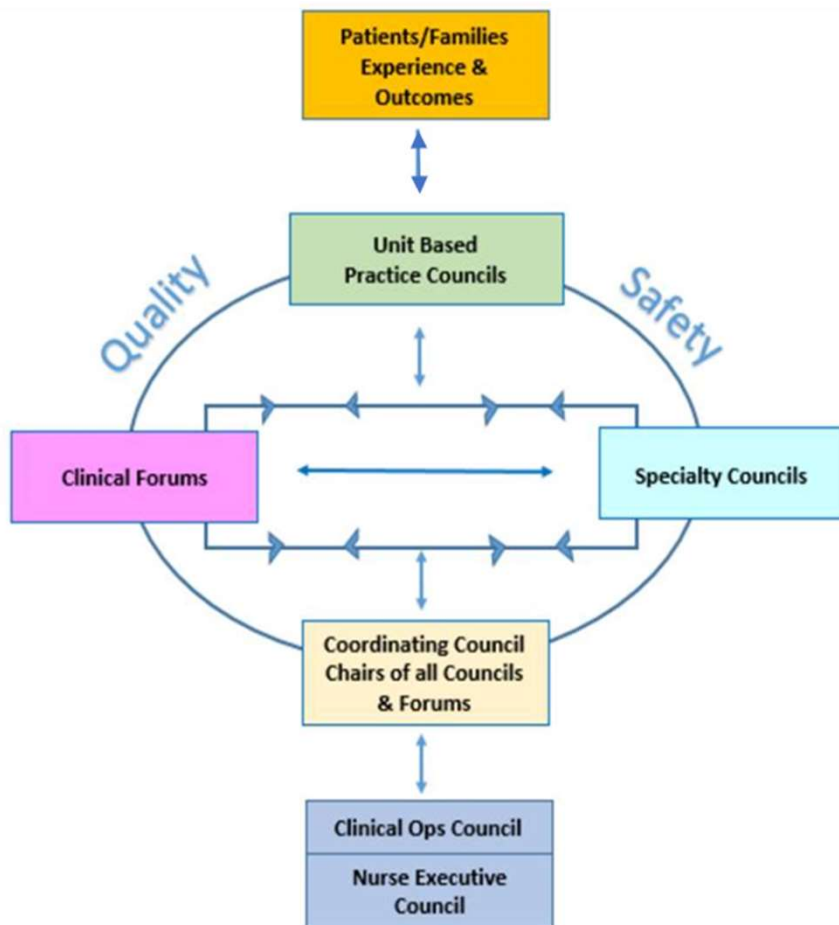 Patients/Families
Experience &
Outcomes
Unit Based
Practice Councils
Quality
Safety
Clinical Forums
Specialty Councils
Coordinating Council
Chairs of all Councils
& Forums
Clinical Ops Council
Nurse Executive
Council